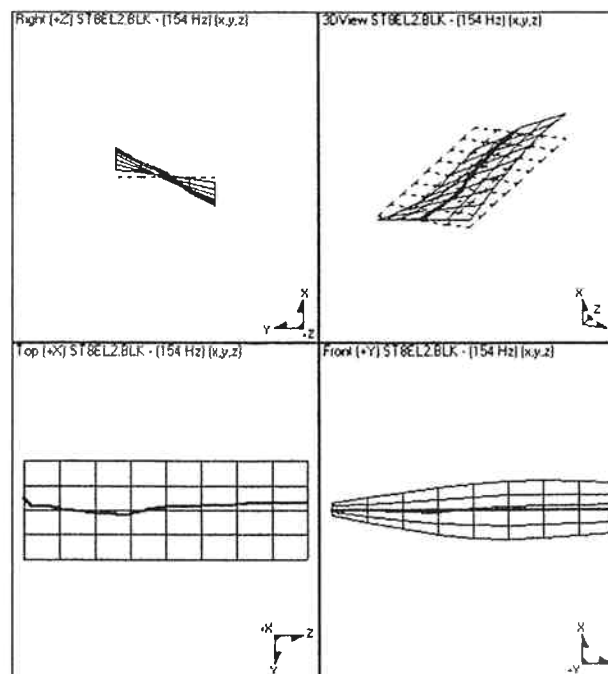 Right (+Z) ST8EL2.BLK - (154 Hz) {x,y,z}
3DView ST8EL2.BLK - (154 Hz) {x,y,z}
X
Y
+Z
X
Z
Top (+X) ST8EL2.BLK - (154 Hz) {x,y,z}
Front (+Y) ST8EL2.BLK - (154 Hz) {x,y,z}
+X
Z
Y
X
+Y